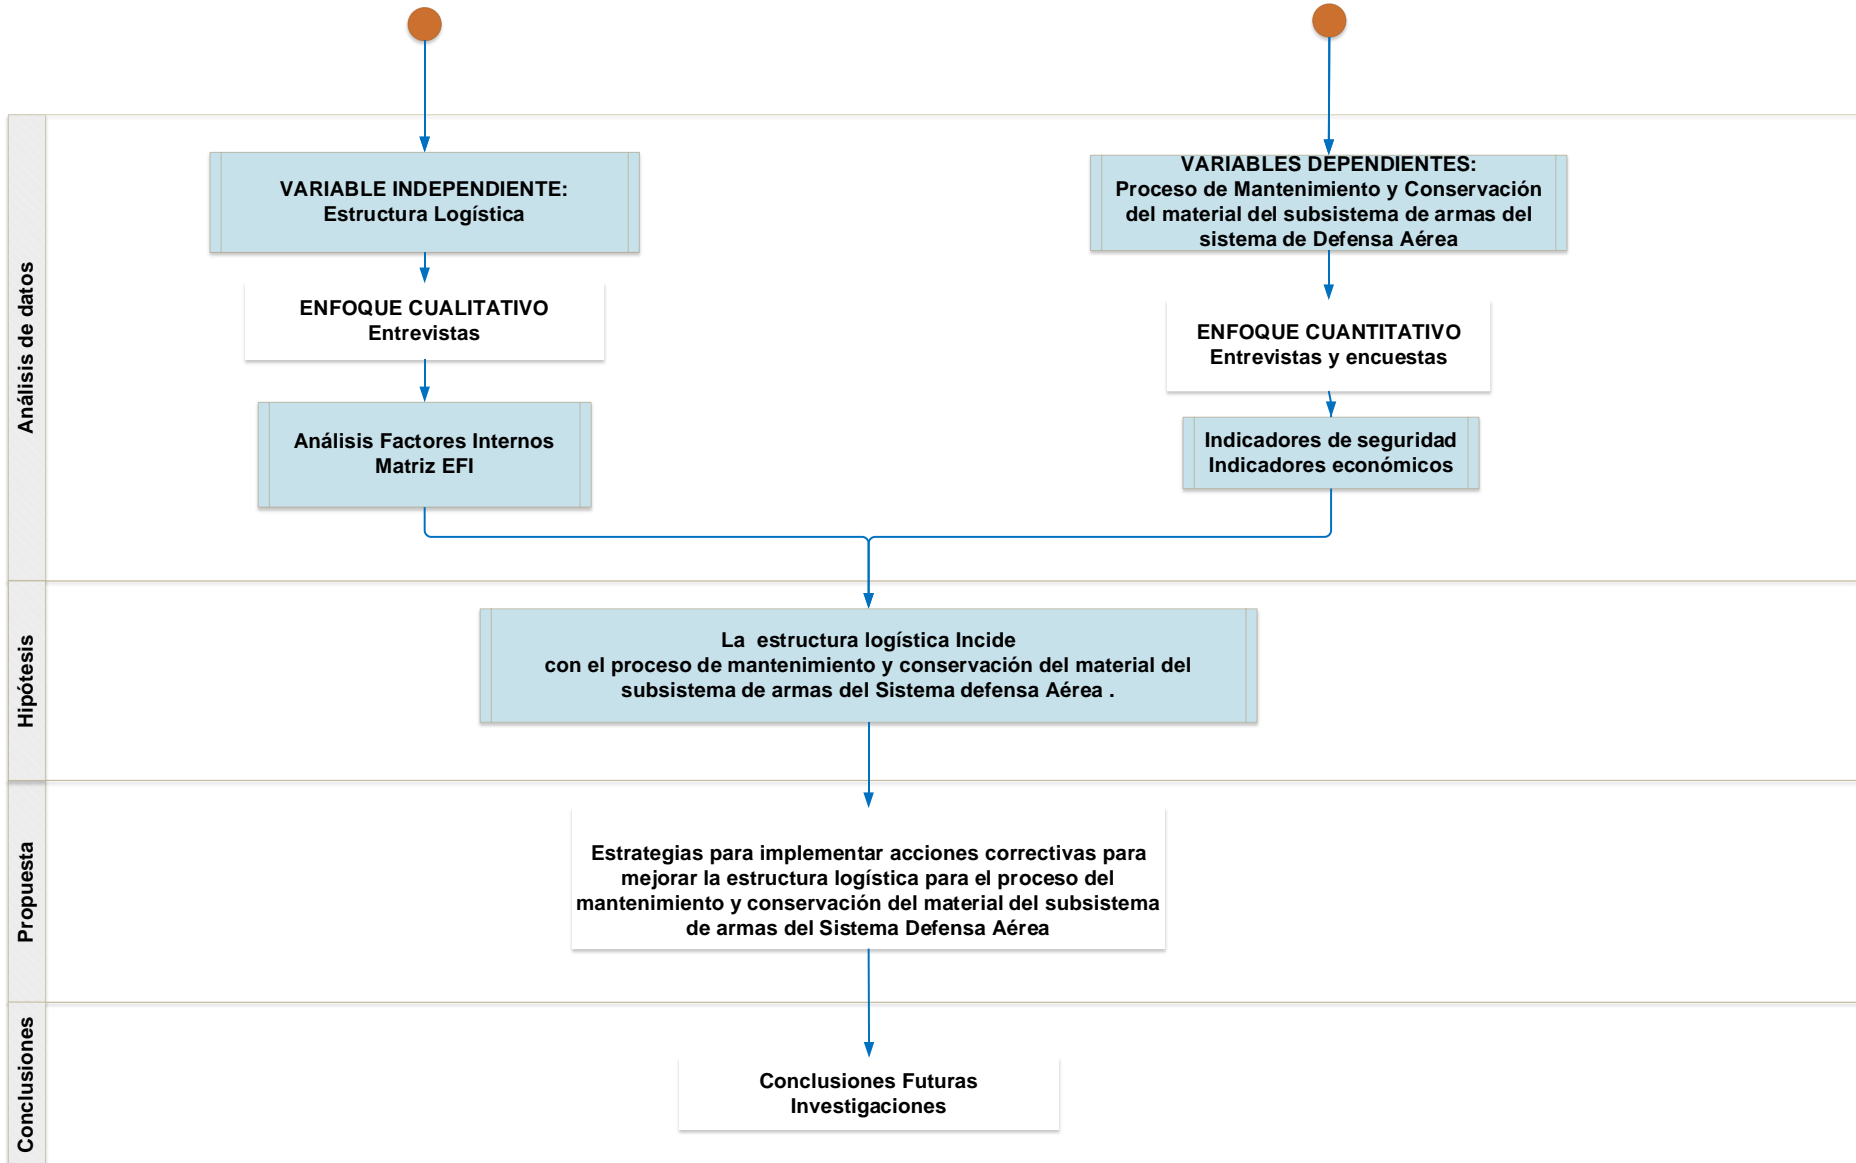 Análisis de datos
VARIABLE INDEPENDIENTE:
Estructura Logística
VARIABLES DEPENDIENTES:
Proceso de Mantenimiento y Conservación
del material del subsistema de armas del
sistema de Defensa Aérea
ENFOQUE CUALITATIVO
Entrevistas
ENFOQUE CUANTITATIVO
Entrevistas y encuestas
Análisis Factores Internos
Matriz EFI
Indicadores de seguridad
Indicadores económicos
Hipótesis
La estructura logística Incide
con el proceso de mantenimiento y conservación del material del
subsistema de armas del Sistema defensa Aérea .
Propuesta
Estrategias para implementar acciones correctivas para
mejorar la estructura logística para el proceso del
mantenimiento y conservación del material del subsistema
de armas del Sistema Defensa Aérea
Conclusiones
Conclusiones Futuras
Investigaciones